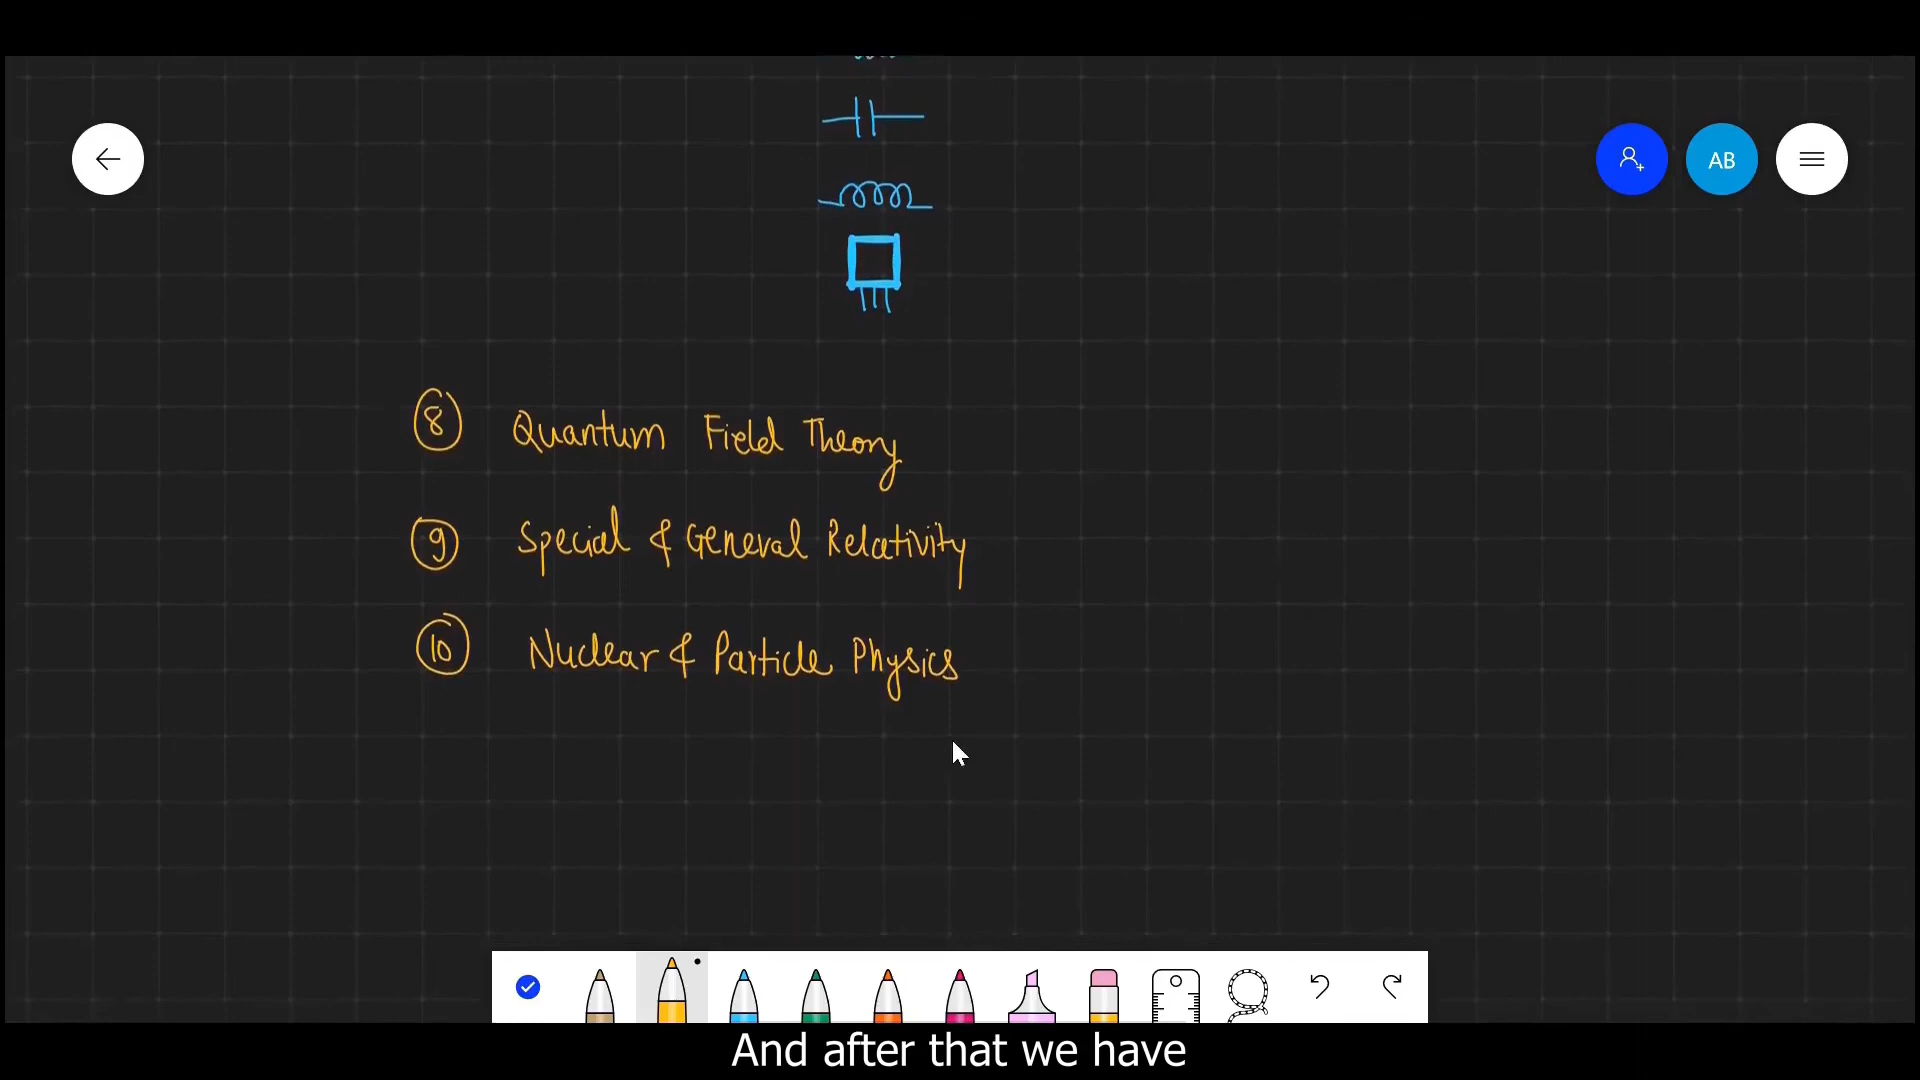 AB
8 Quantum Field Theory
9 Special & General Relativity
10 Nuclear & Particle Physics
And after that we have